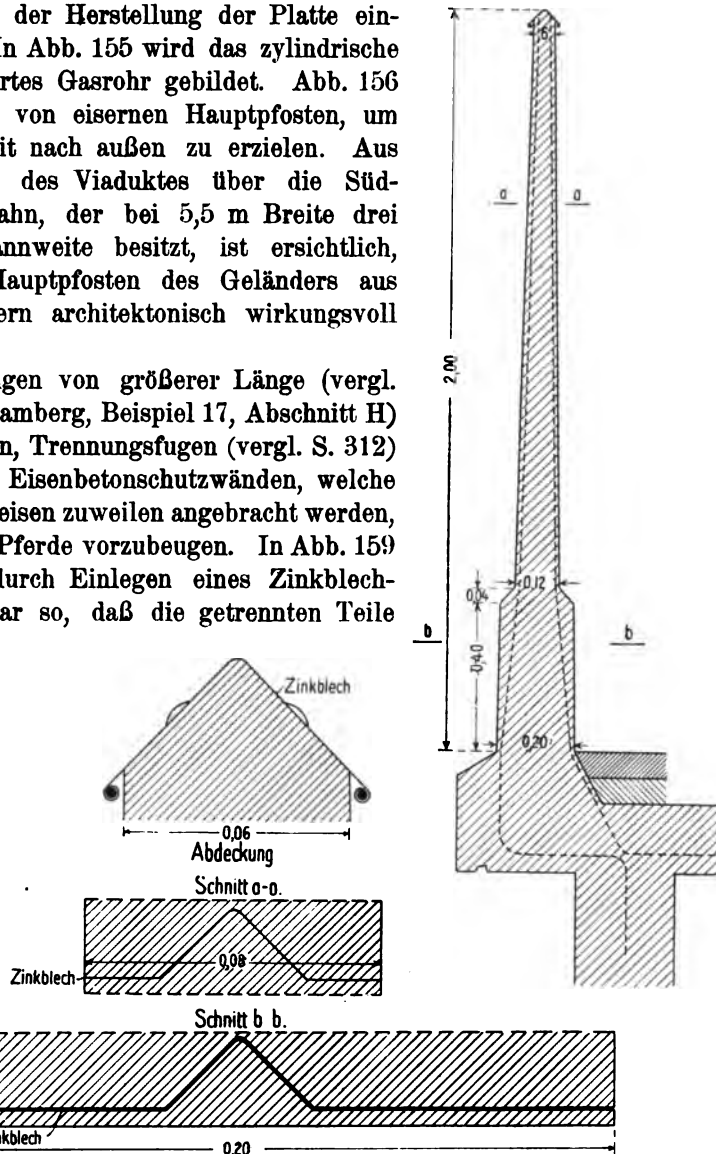 der Herstellung der Platte ein-
In Abb. 155 wird das zylindrische
rtes Gasrohr gebildet. Abb. 156
von eisernen Hauptpfosten, um
it nach außen zu erzielen. Aus
des Viaduktes über die Süd-
ahn, der bei 5,5 m Breite drei
annweite besitzt, ist ersichtlich,
Hauptpfosten des Geländers aus
ern architektonisch wirkungsvoll
gen von größerer Länge (vergl.
amberg, Beispiel 17, Abschnitt H)
n, Trennungsfugen (vergl. S. 312)
Eisenbetonschutzwänden, welche
eisen zuweilen angebracht werden,
Pferde vorzubeugen. In Abb. 159
durch Einlegen eines Zinkblech-
ar so, daß die getrennten Teile
6
a a
2,00
0,12
0,04
b b
0,40
0,20
Zinkblech
0,06
Abdeckung
Schnitt a-a.
0,08
Zinkblech
Schnitt b b.
nkblech
0,20